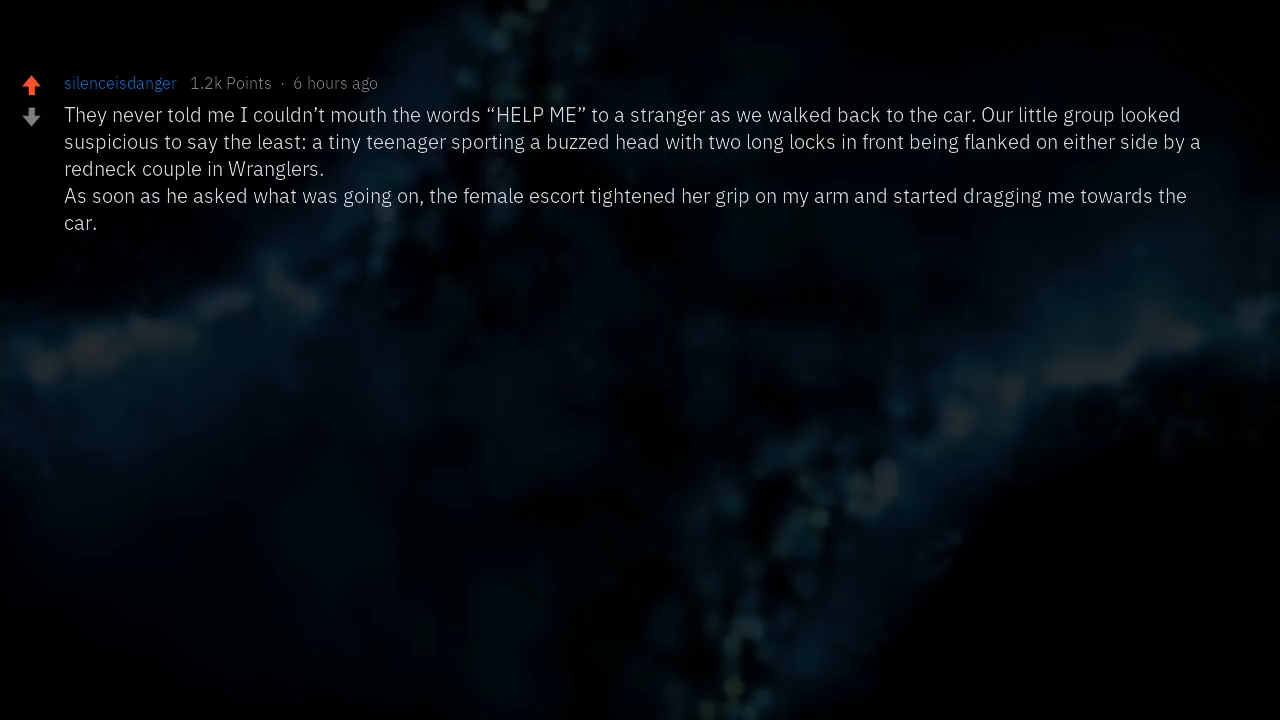 silenceisdanger 1.2k Points · 6 hours ago
They never told me I couldn’t mouth the words “HELP ME” to a stranger as we walked back to the car. Our little group looked
suspicious to say the least: a tiny teenager sporting a buzzed head with two long locks in front being flanked on either side by a
redneck couple in Wranglers.
As soon as he asked what was going on, the female escort tightened her grip on my arm and started dragging me towards the
car.